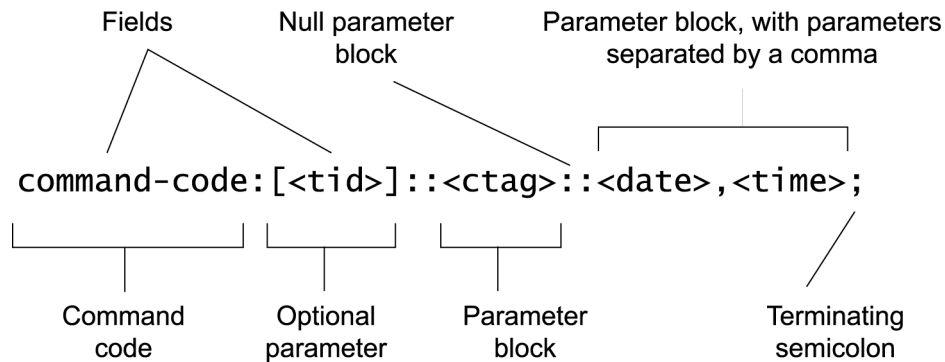 Fields
Null parameter
block
Parameter block, with parameters
separated by a comma
command-code:[<tid>]::<ctag>::<date>,<time>;
Command
code
Optional
parameter
Parameter
block
Terminating
semicolon